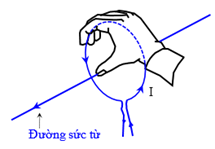 I
Đường sức từ